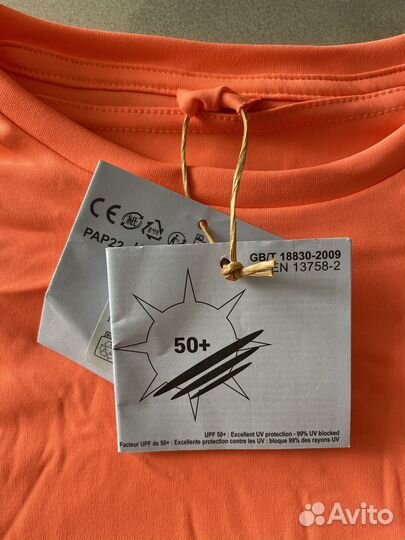 CE
PAP22
GB/T 18830-2009
EN 13758-2
50+
UPF 50+ : Excellent UV protection - 99% UV blocked
Facteur UPF de 50+ : Excellente protection contre les UV : bloque 99% des rayons UV
Avito